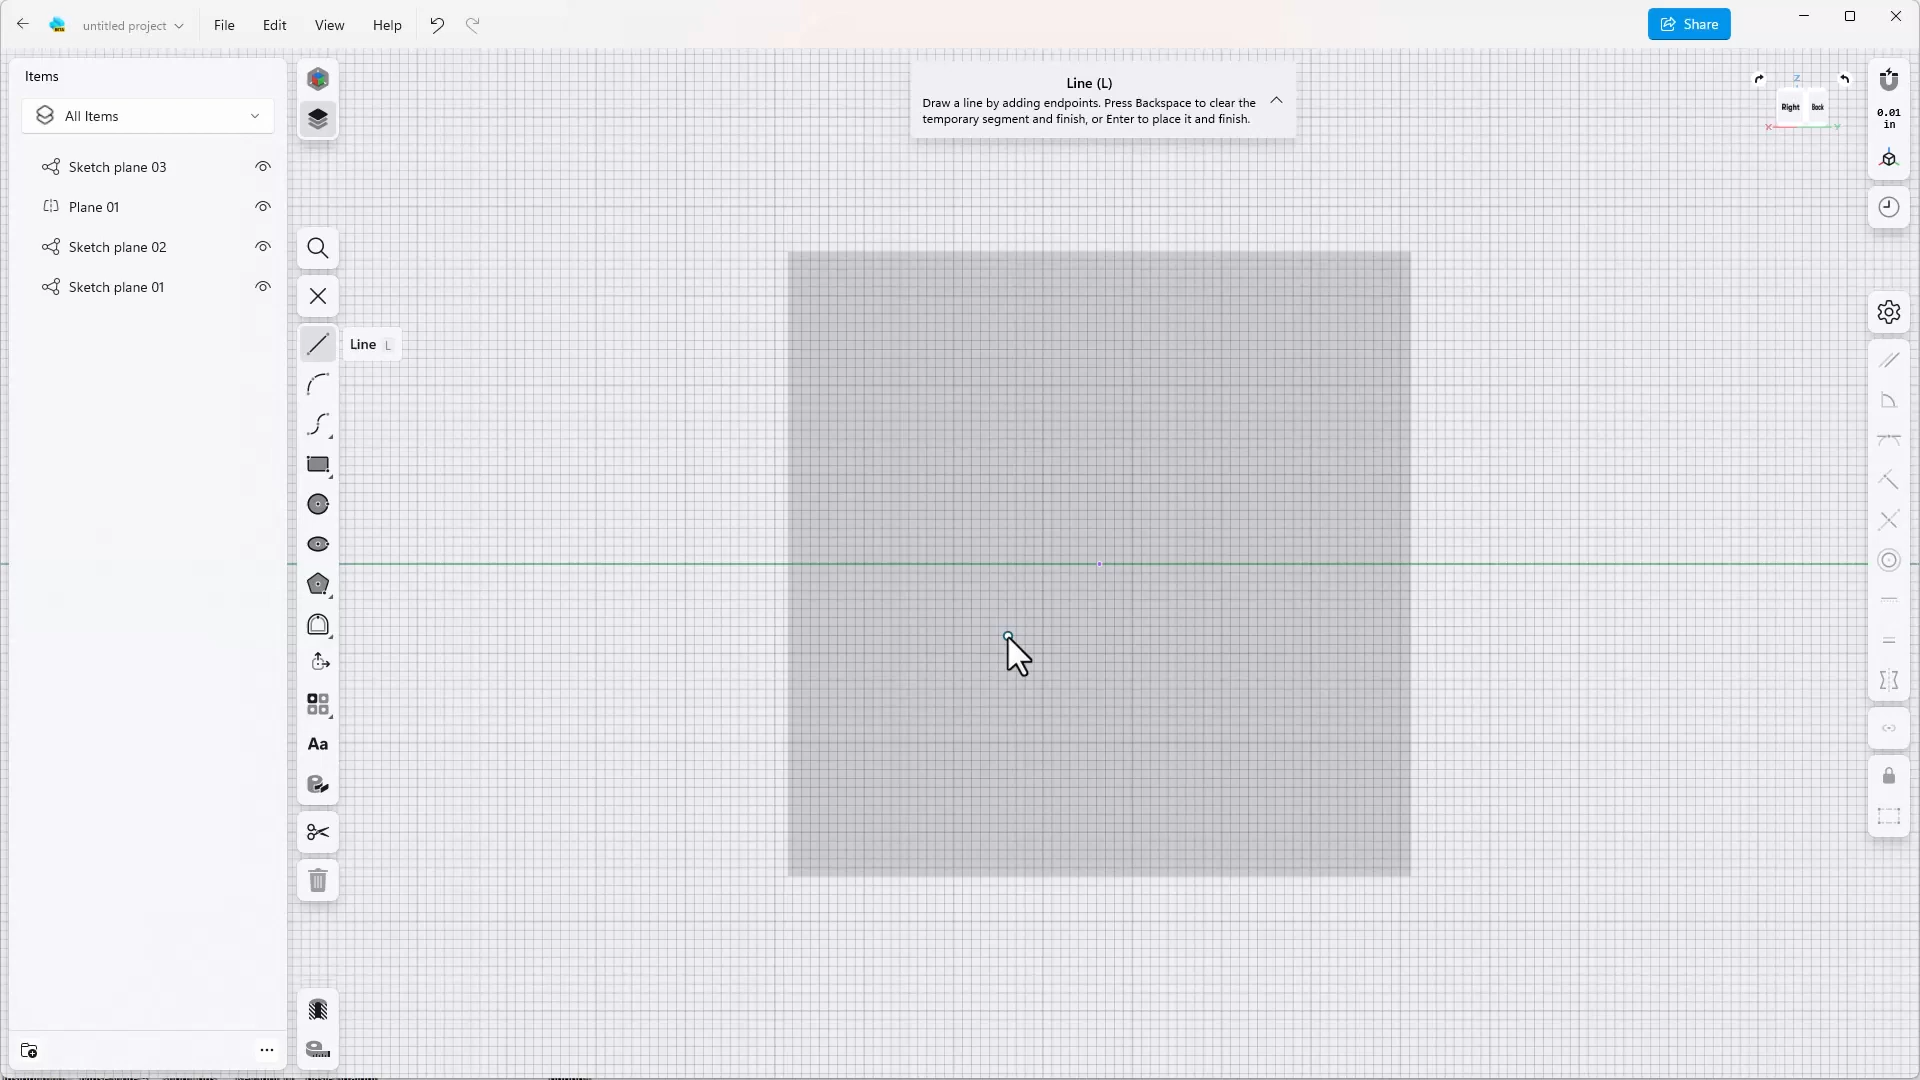 untitled project
File
Edit
View
Help
Share
Items
All Items
Sketch plane 03
Plane 01
Sketch plane 02
Sketch plane 01
Line (L)
Draw a line by adding endpoints. Press Backspace to clear the
temporary segment and finish, or Enter to place it and finish.
Line L
Aa
Z
Right
Back
X
Y
0.01
in